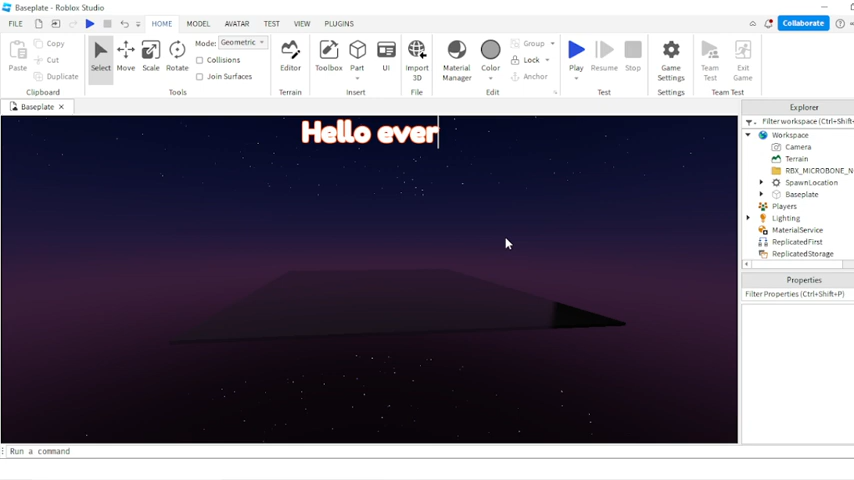 Baseplate - Roblox Studio
FILE HOME MODEL AVATAR TEST VIEW PLUGINS Collaborate
Paste Copy Cut Duplicate Clipboard
Select Move Scale Rotate Mode: Geometric Collisions Join Surfaces Tools
Editor Terrain
Toolbox Part UI Insert
Import 3D File
Material Manager Color Group Lock Anchor Edit
Play Resume Stop Test
Game Settings Settings
Team Test Exit Game Team Test
Baseplate
Hello ever
Explorer
Filter workspace (Ctrl+Shift+
Workspace
Camera
Terrain
RBX_MICROBONE_N
SpawnLocation
Baseplate
Players
Lighting
MaterialService
ReplicatedFirst
ReplicatedStorage
Properties
Filter Properties (Ctrl+Shift+P)
Run a command